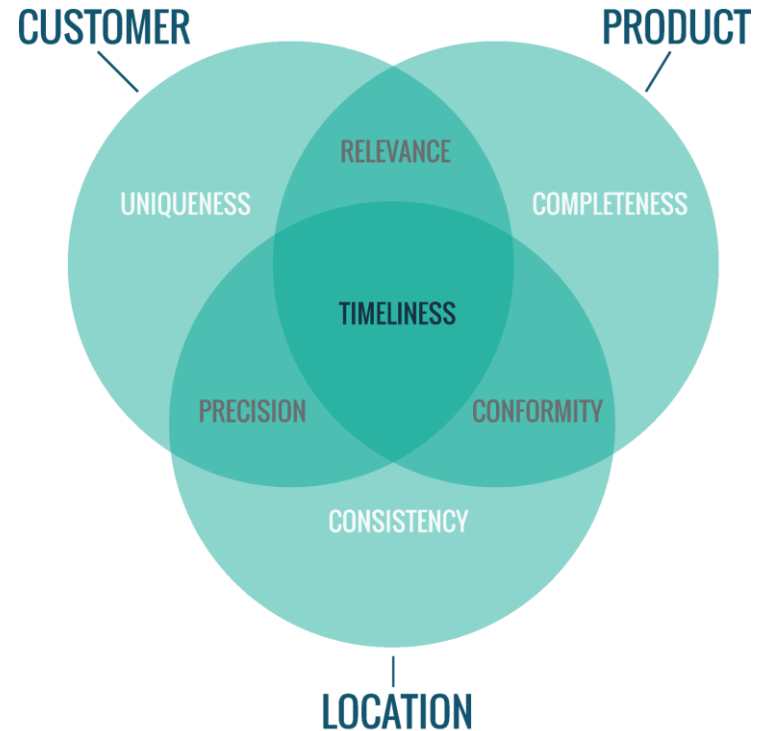 CUSTOMER
PRODUCT
RELEVANCE
UNIQUENESS
COMPLETENESS
TIMELINESS
PRECISION
CONFORMITY
CONSISTENCY
LOCATION